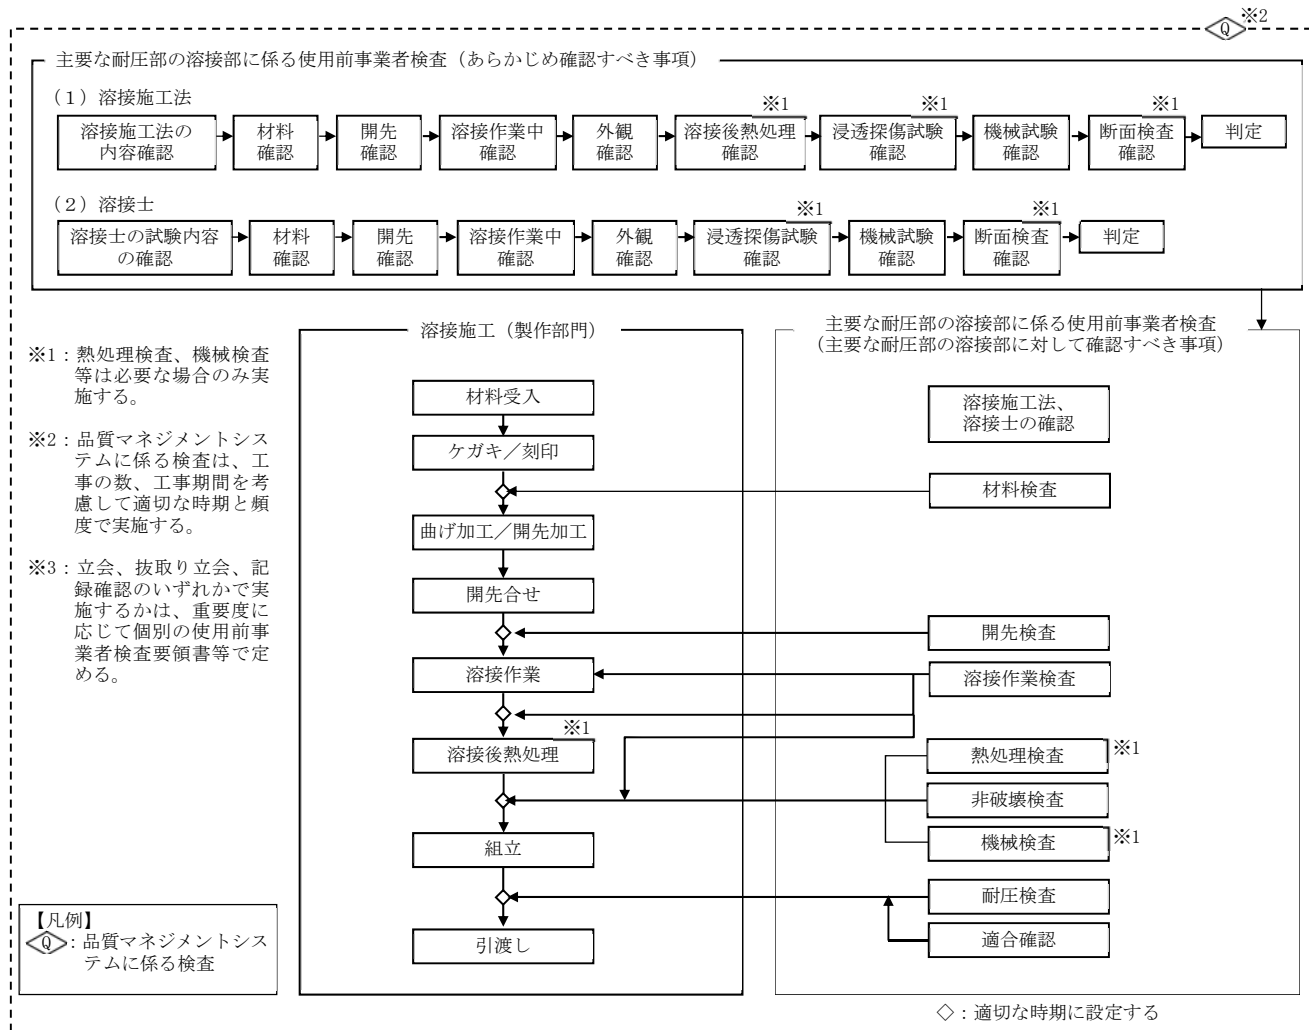 Q ※2
主要な耐圧部の溶接部に係る使用前事業者検査（あらかじめ確認すべき事項）
（1）溶接施工法
溶接施工法の
内容確認
材料
確認
開先
確認
溶接作業中
確認
外観
確認
※1
溶接後熱処理
確認
※1
浸透探傷試験
確認
機械試験
確認
※1
断面検査
確認
判定
（2）溶接士
溶接士の試験内容
の確認
材料
確認
開先
確認
溶接作業中
確認
外観
確認
※1
浸透探傷試験
確認
機械試験
確認
※1
断面検査
確認
判定
※1：熱処理検査、機械検査
等は必要な場合のみ実
施する。
※2：品質マネジメントシス
テムに係る検査は、工
事の数、工事期間を考
慮して適切な時期と頻
度で実施する。
※3：立会、抜取り立会、記
録確認のいずれかで実
施するかは、重要度に
応じて個別の使用前事
業者検査要領書等で定
める。
【凡例】
Q：品質マネジメントシス
テムに係る検査
溶接施工（製作部門）
材料受入
ケガキ／刻印
曲げ加工／開先加工
開先合せ
溶接作業
※1
溶接後熱処理
組立
引渡し
主要な耐圧部の溶接部に係る使用前事業者検査
（主要な耐圧部の溶接部に対して確認すべき事項）
溶接施工法、
溶接士の確認
材料検査
開先検査
溶接作業検査
熱処理検査 ※1
非破壊検査
機械検査 ※1
耐圧検査
適合確認
◇：適切な時期に設定する